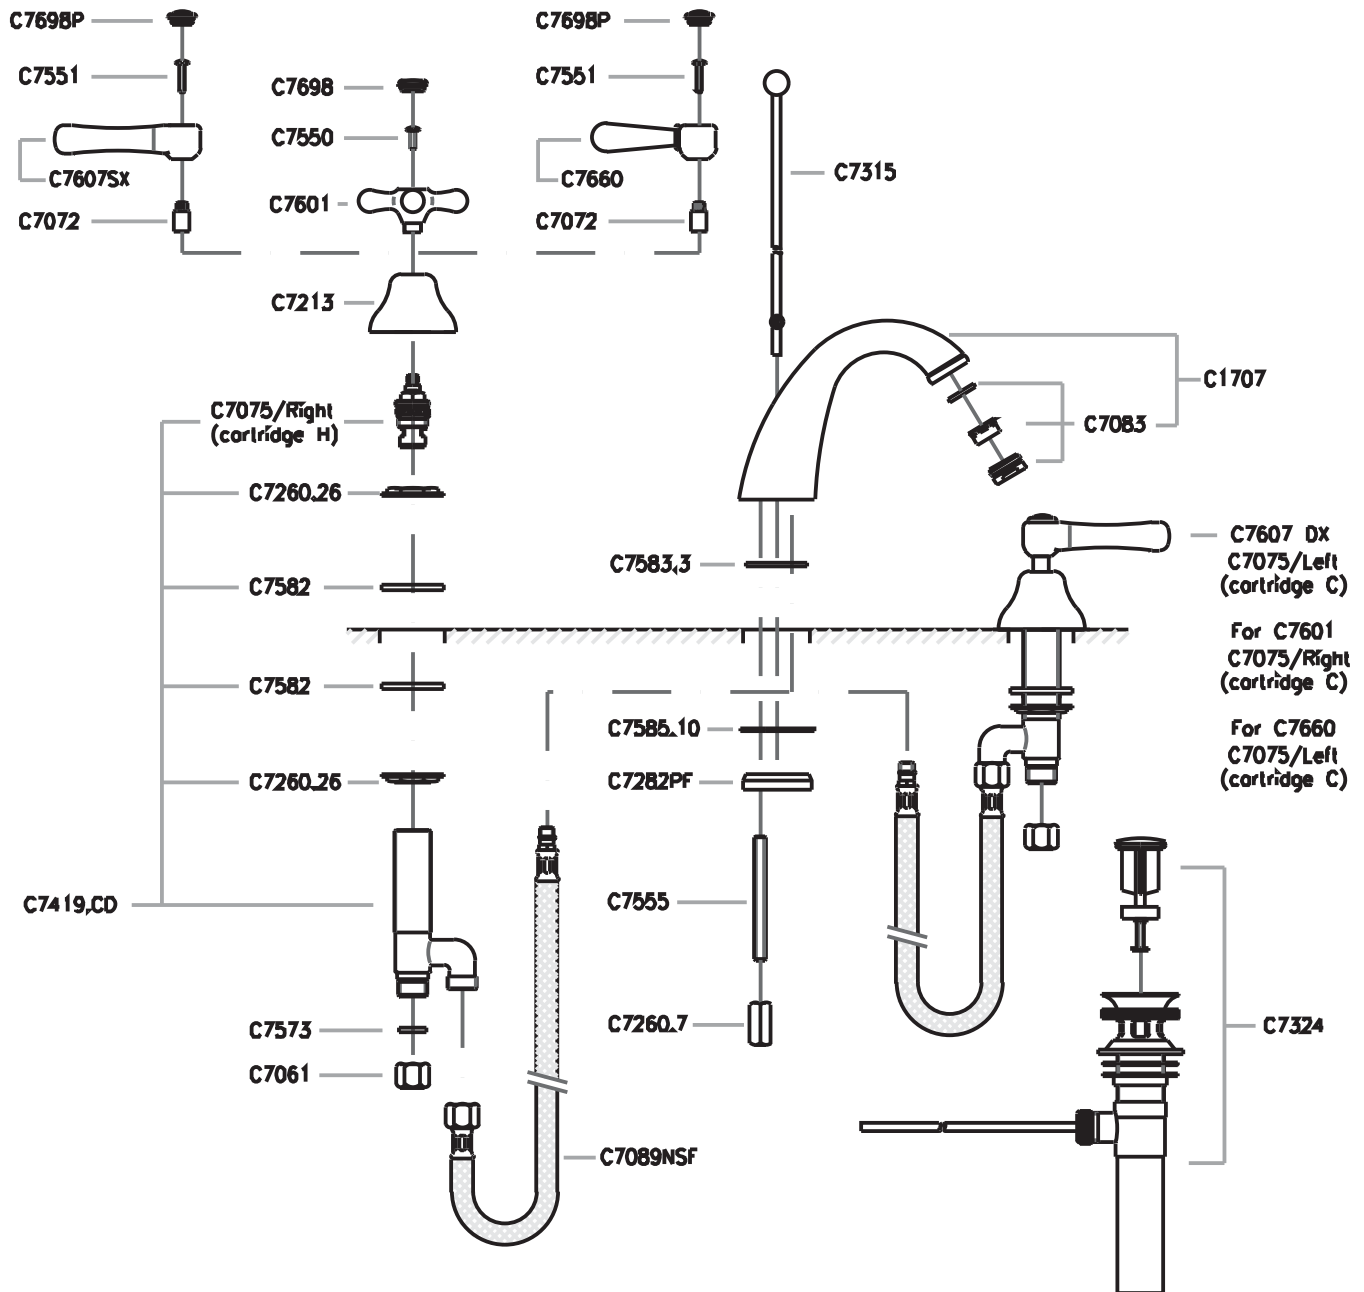 C7698P
C7698P
C7551
C7551
C7698
C7550
C7315
C7607SX
C7660
C7601
C7072
C7072
C7213
C1707
C7075/Right
(cartridge H)
C7083
C7260.26
C7607 DX
C7075/Left
(cartridge C)
C7583,3
C7582
For C7601
C7075/Right
(cartridge C)
C7582
For C7660
C7075/Left
(cartridge C)
C7585.10
C7260.26
C7282PF
C7419,CD
C7555
C7573
C7260.7
C7324
C7061
C7089NSF